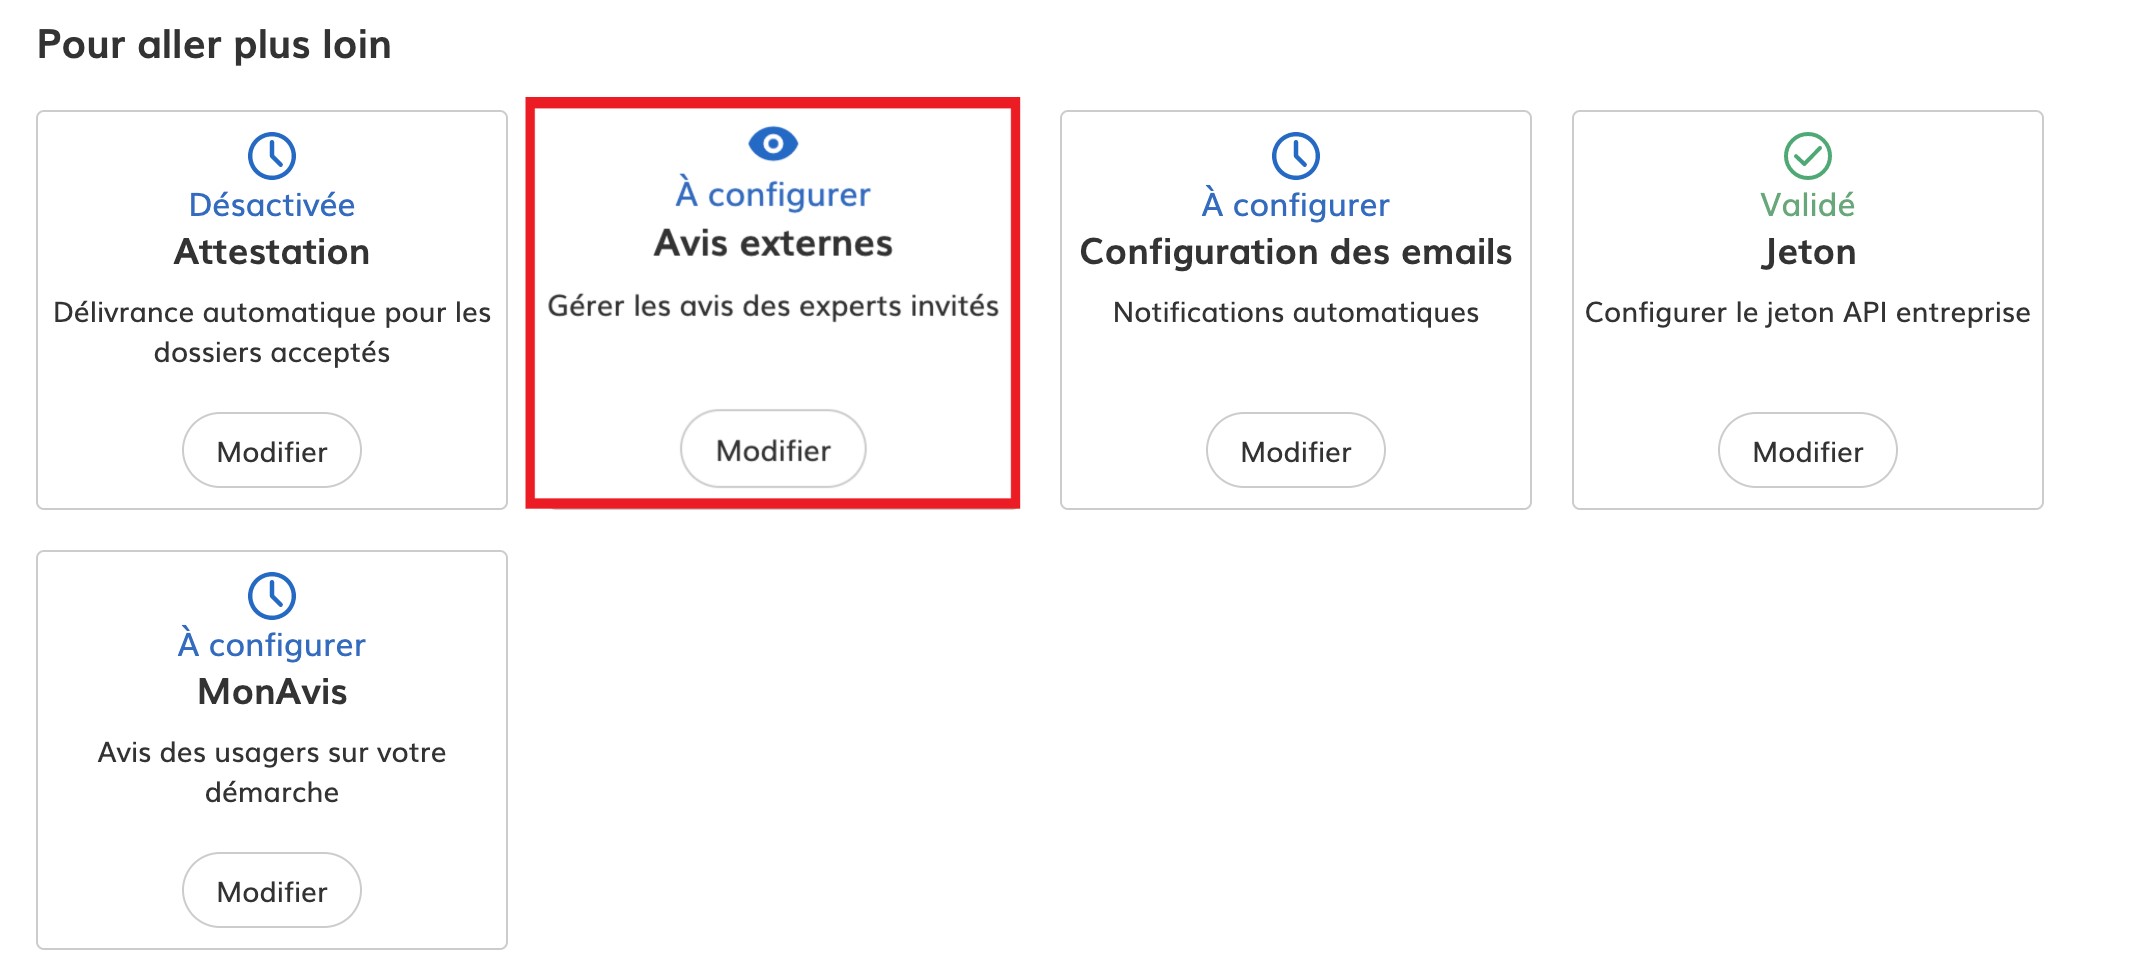 Pour aller plus loin
Désactivée
Attestation
Délivrance automatique pour les
dossiers acceptés
Modifier
À configurer
Avis externes
Gérer les avis des experts invités
Modifier
À configurer
Configuration des emails
Notifications automatiques
Modifier
Validé
Jeton
Configurer le jeton API entreprise
Modifier
À configurer
MonAvis
Avis des usagers sur votre
démarche
Modifier